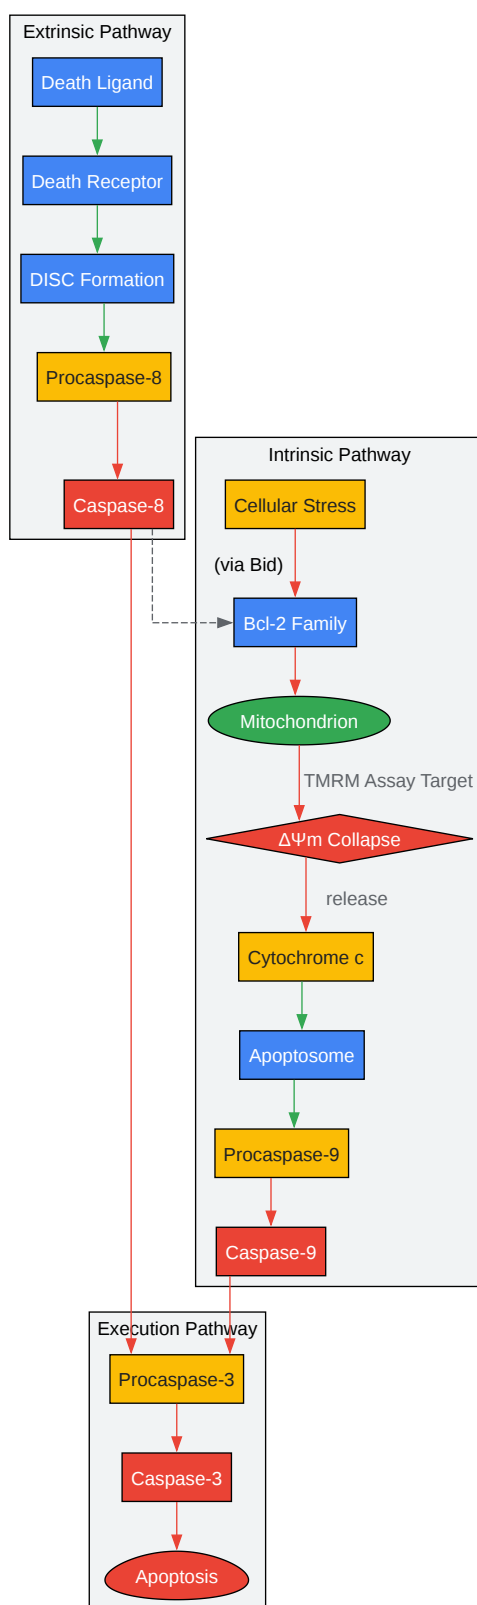 Extrinsic Pathway
Death Ligand
Death Receptor
DISC Formation
Procaspase-8
Caspase-8
Intrinsic Pathway
Cellular Stress
(via Bid)
Bcl-2 Family
Mitochondrion
TMRM Assay Target
ΔΨm Collapse
release
Cytochrome c
Apoptosome
Procaspase-9
Caspase-9
Execution Pathway
Procaspase-3
Caspase-3
Apoptosis